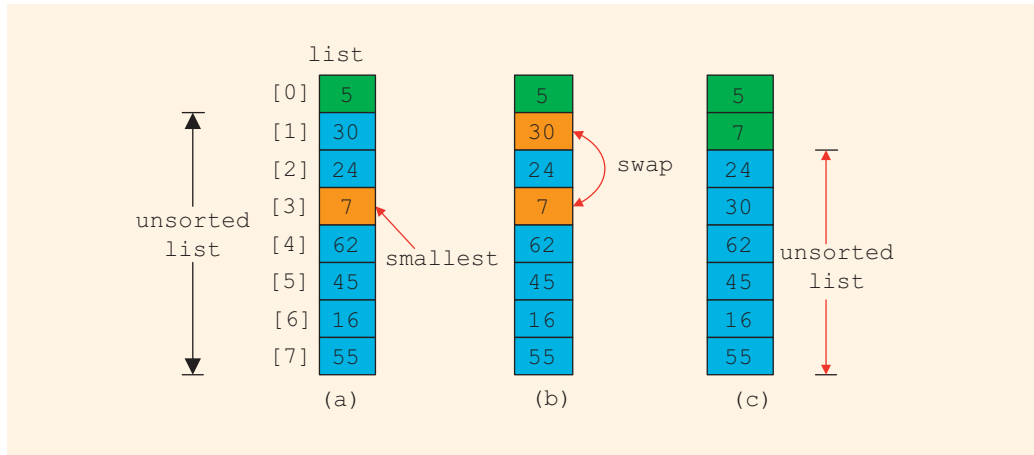 list
[0] 5 5 5
[1] 30 30 7
[2] 24 24 24
swap
[3] 7 7 30
unsorted
list
[4] 62 62 62
smallest
unsorted
list
[5] 45 45 45
[6] 16 16 16
[7] 55 55 55
(a) (b) (c)